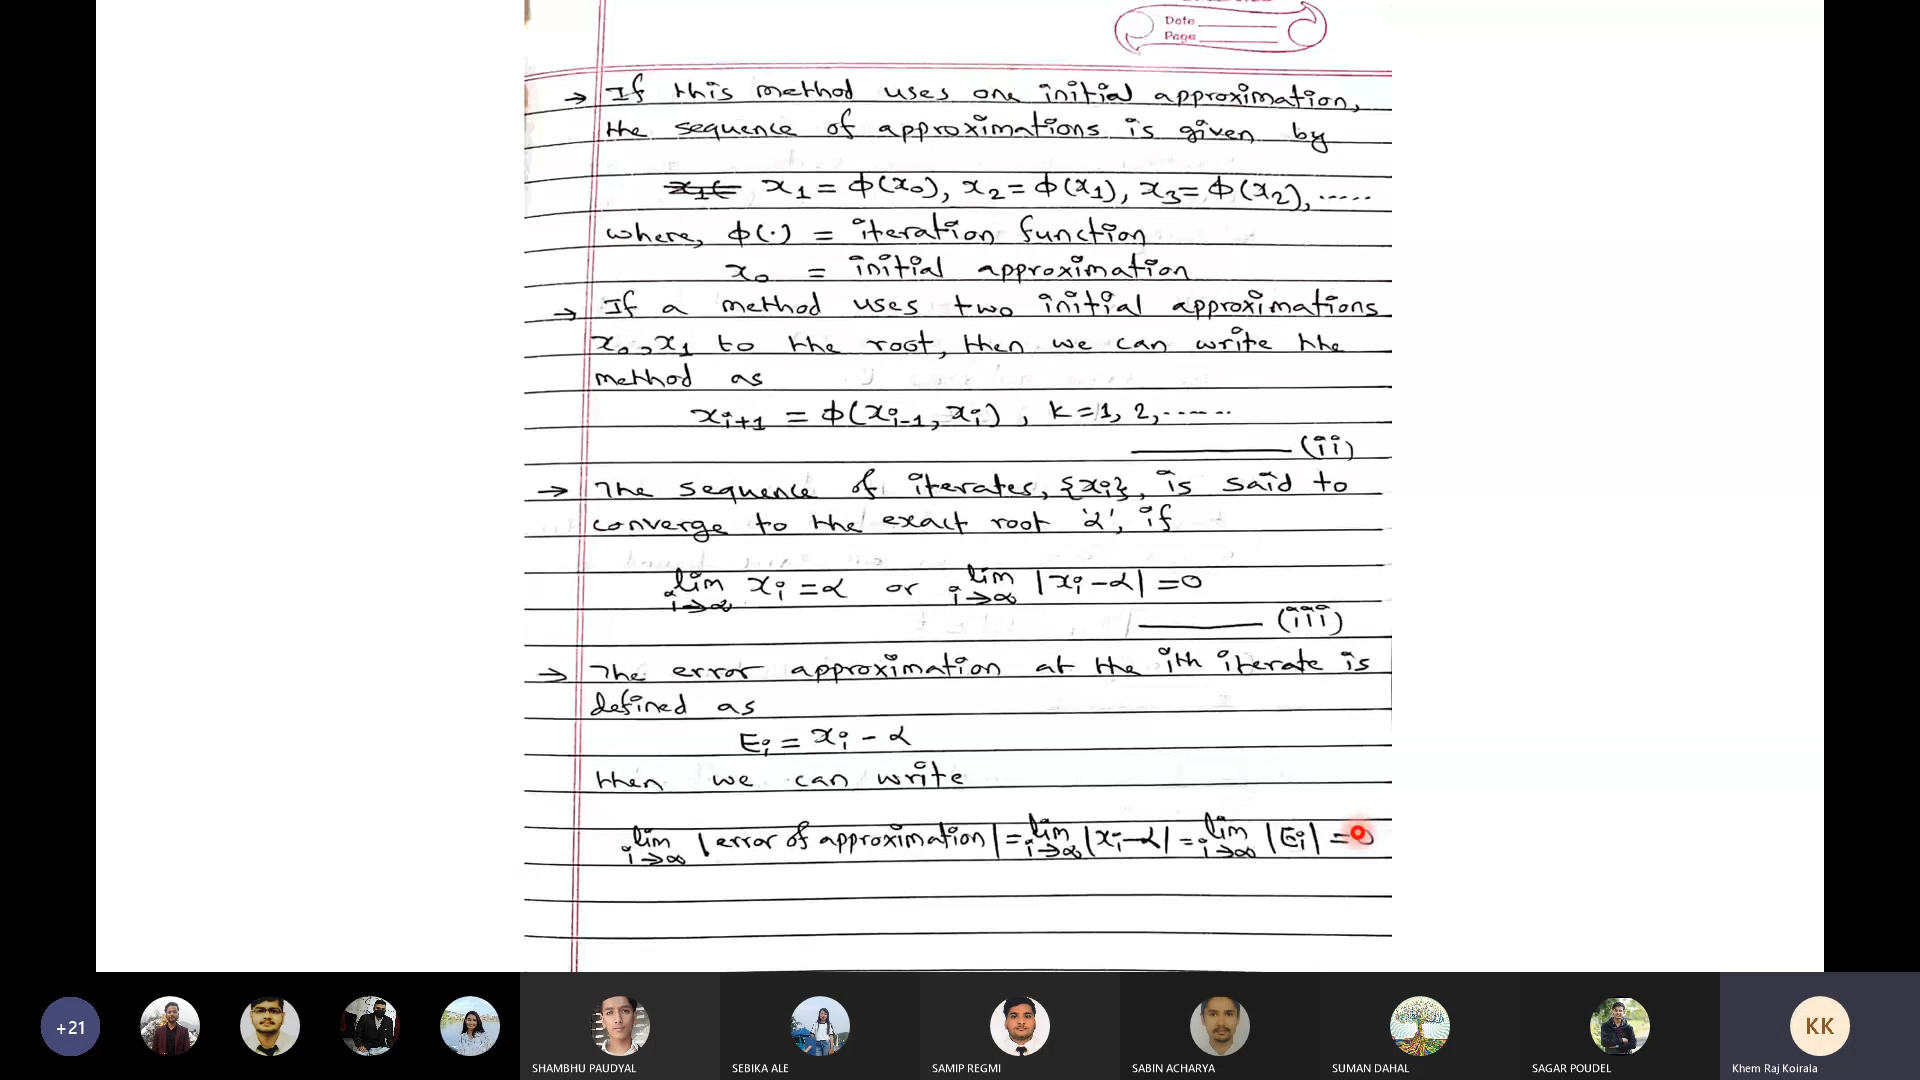 Date
Page
→ If this method uses one initial approximation,
the sequence of approximations is given by
x₁ = ϕ(x₀), x₂ = ϕ(x₁), x₃ = ϕ(x₂), .....
where, ϕ(·) = iteration function
x₀ = initial approximation
→ If a method uses two initial approximations
x₀, x₁ to the root, then we can write the
method as
xᵢ₊₁ = ϕ(xᵢ₋₁, xᵢ), k = 1, 2, ......
(ii)
→ The sequence of iterates, {xᵢ}, is said to
converge to the exact root 'α', if
lim i→∞ xᵢ = α or lim i→∞ |xᵢ - α| = 0
(iii)
→ The error approximation at the ith iterate is
defined as
Eᵢ = xᵢ - α
then we can write
lim i→∞ |error of approximation| = lim i→∞ |xᵢ - α| = lim i→∞ |Eᵢ| = 0
+21
SHAMBHU PAUDYAL
SEBIKA ALE
SAMIP REGMI
SABIN ACHARYA
SUMAN DAHAL
SAGAR POUDEL
KK
Khem Raj Koirala